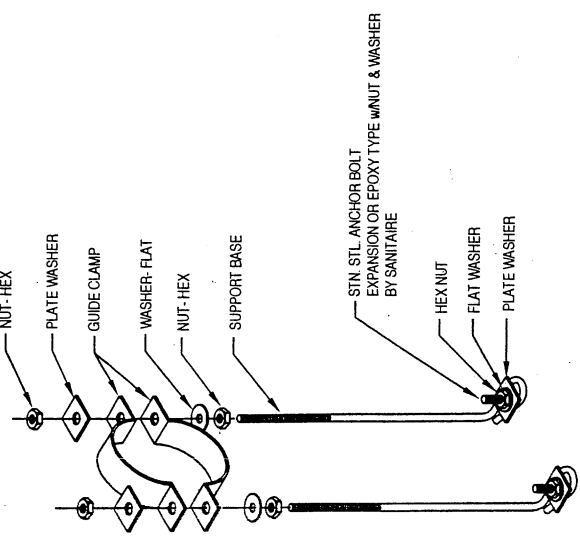 NUT-HEX
PLATE WASHER
GUIDE CLAMP
WASHER-FLAT
NUT-HEX
SUPPORT BASE
STN. STL. ANCHOR BOLT
EXPANSION OR EPOXY TYPE w/NUT & WASHER
BY SANITAIRE
HEX NUT
FLAT WASHER
PLATE WASHER